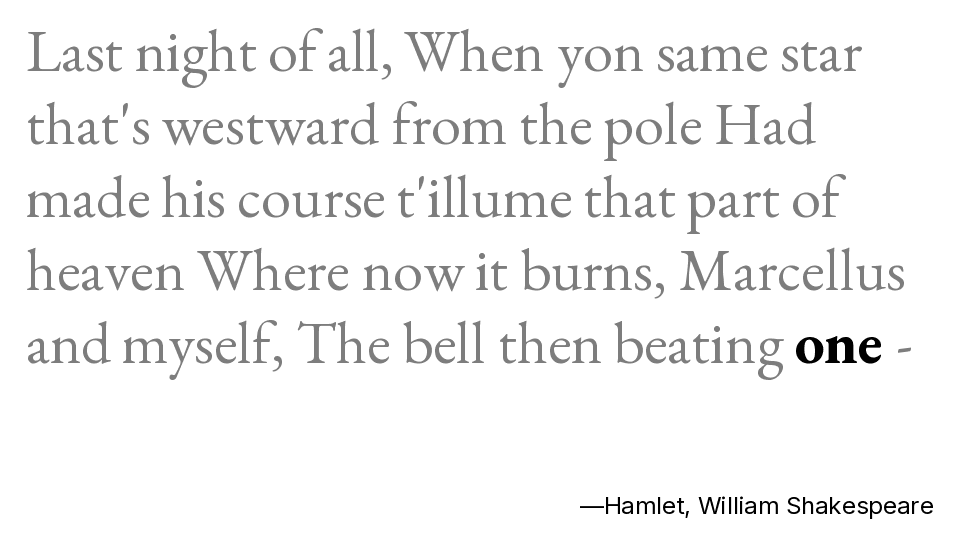 Last night of all, When yon same star
that's westward from the pole Had
made his course t'illume that part of
heaven Where now it burns, Marcellus
and myself, The bell then beating one -
—Hamlet, William Shakespeare